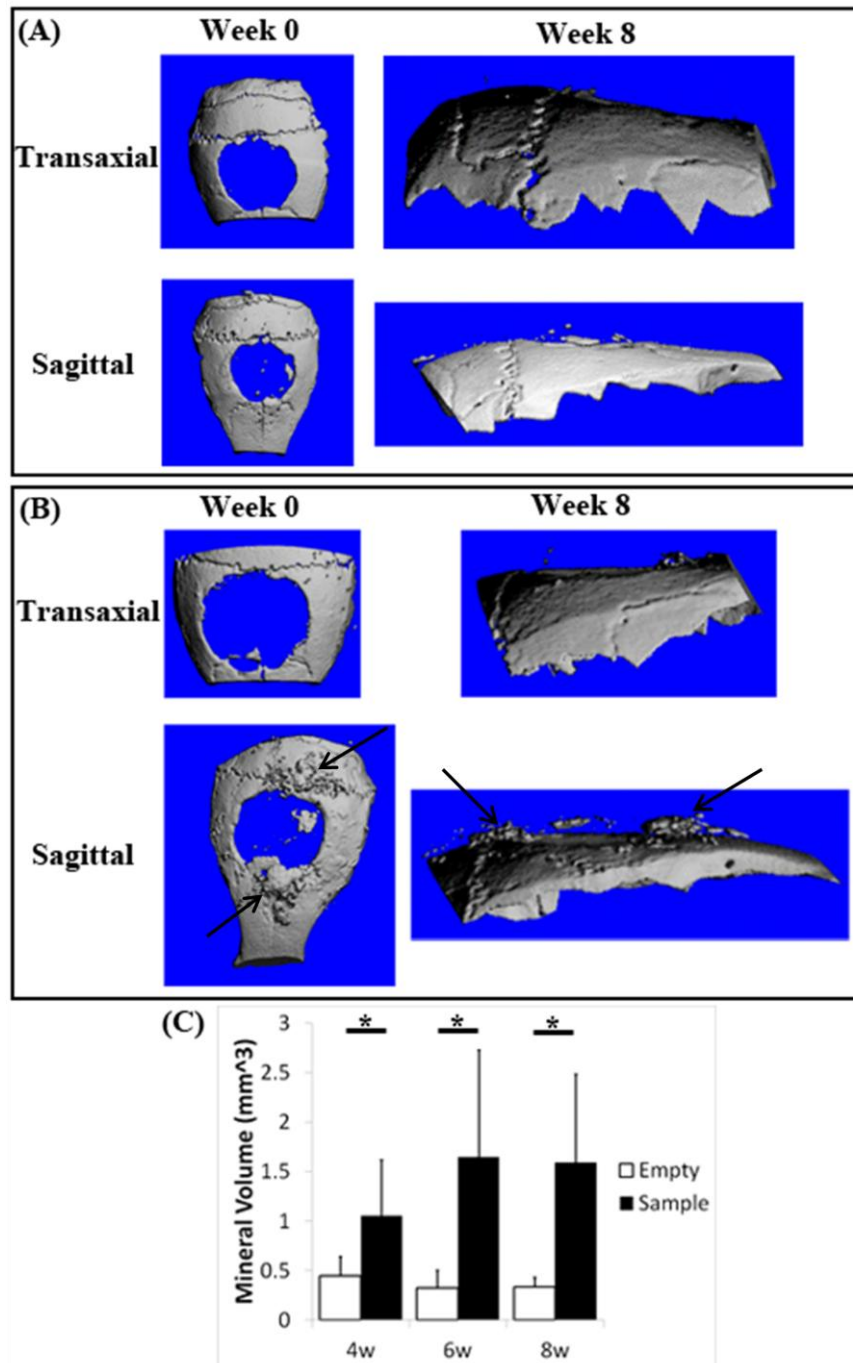 (A) Week 0 Week 8
Transaxial
Sagittal
(B) Week 0 Week 8
Transaxial
Sagittal
(C)
Mineral Volume (mm^3)
3
2.5
2
1.5
1
0.5
0
* * *
Empty
Sample
4w 6w 8w